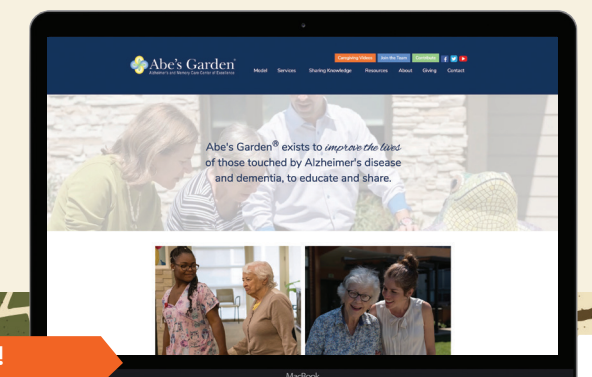 Caregiving Videos Join the Team Contribute
Abe's Garden®
Alzheimer's and Memory Care Center of Excellence
Model Services Sharing Knowledge Resources About Giving Contact
Abe's Garden® exists to improve the lives
of those touched by Alzheimer's disease
and dementia, to educate and share.
!
MacBook